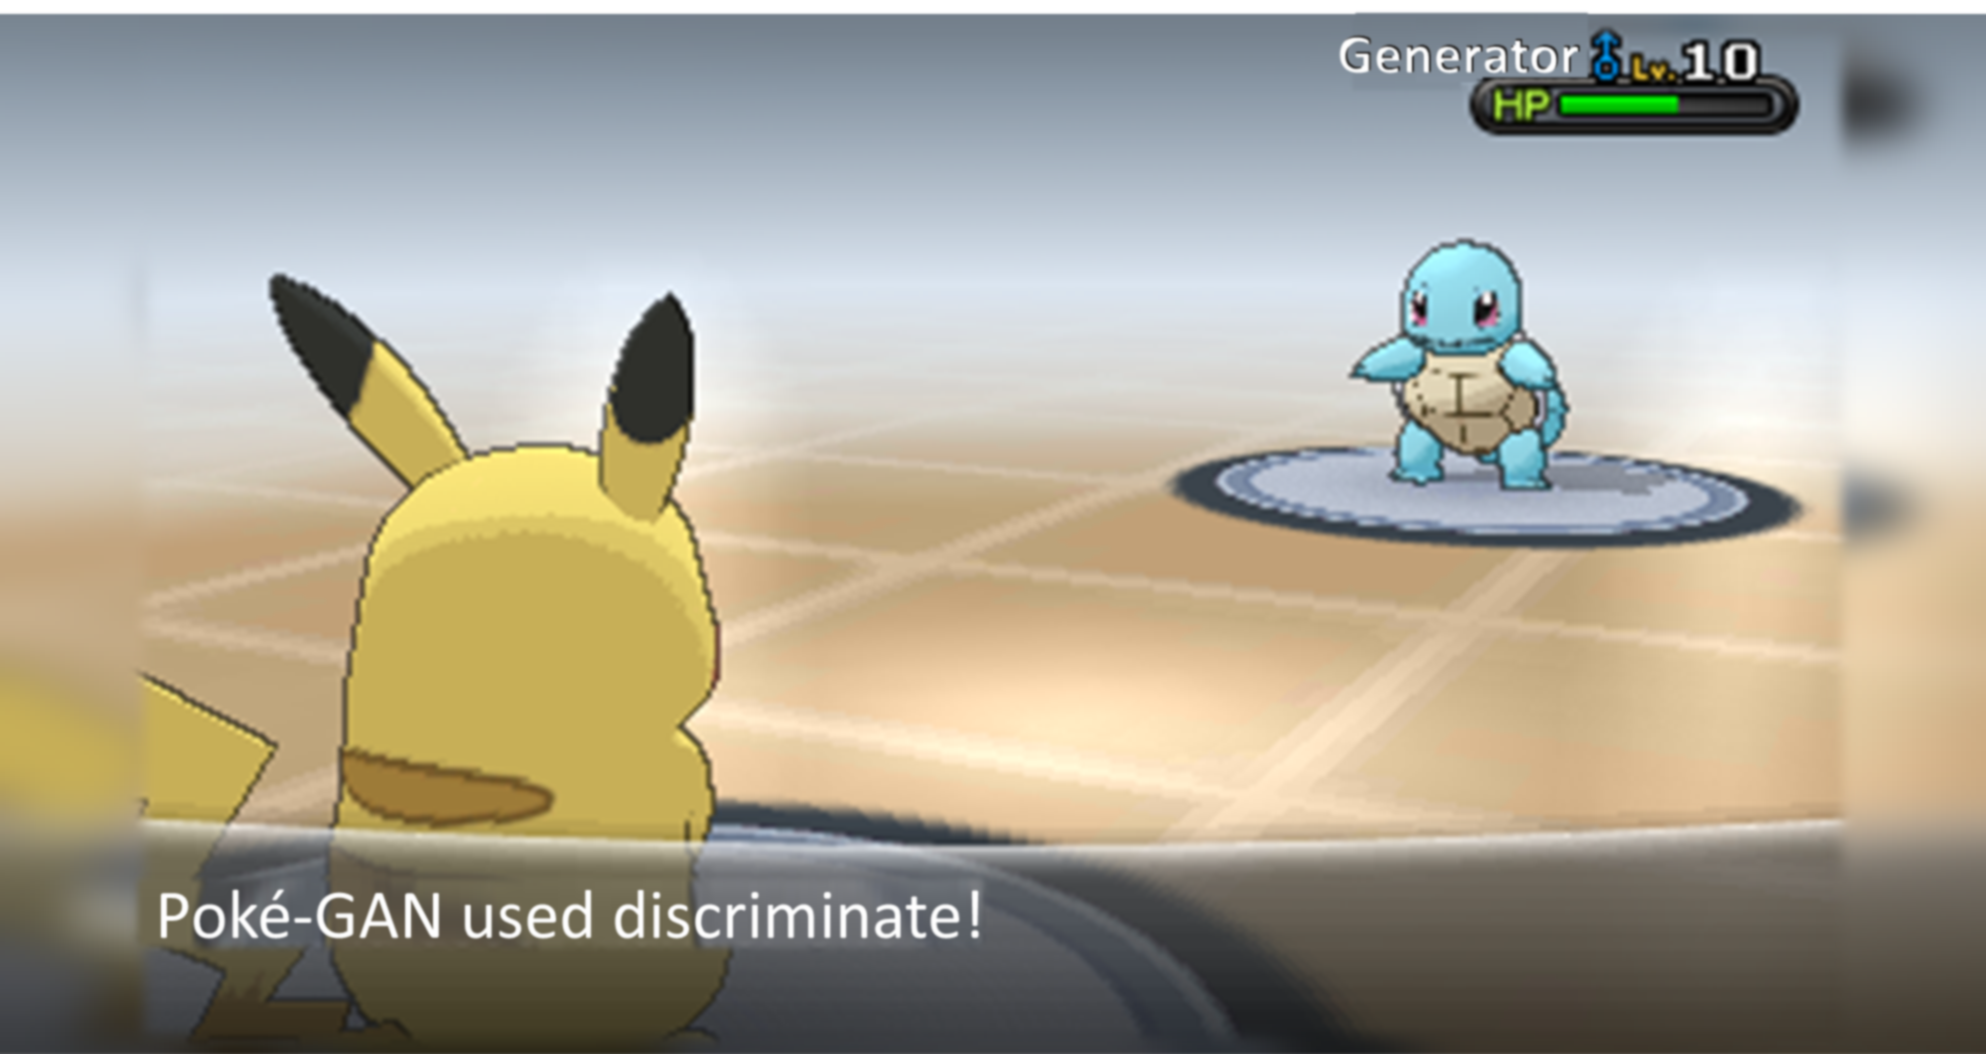 Generator Lv.10
HP
Poké-GAN used discriminate!